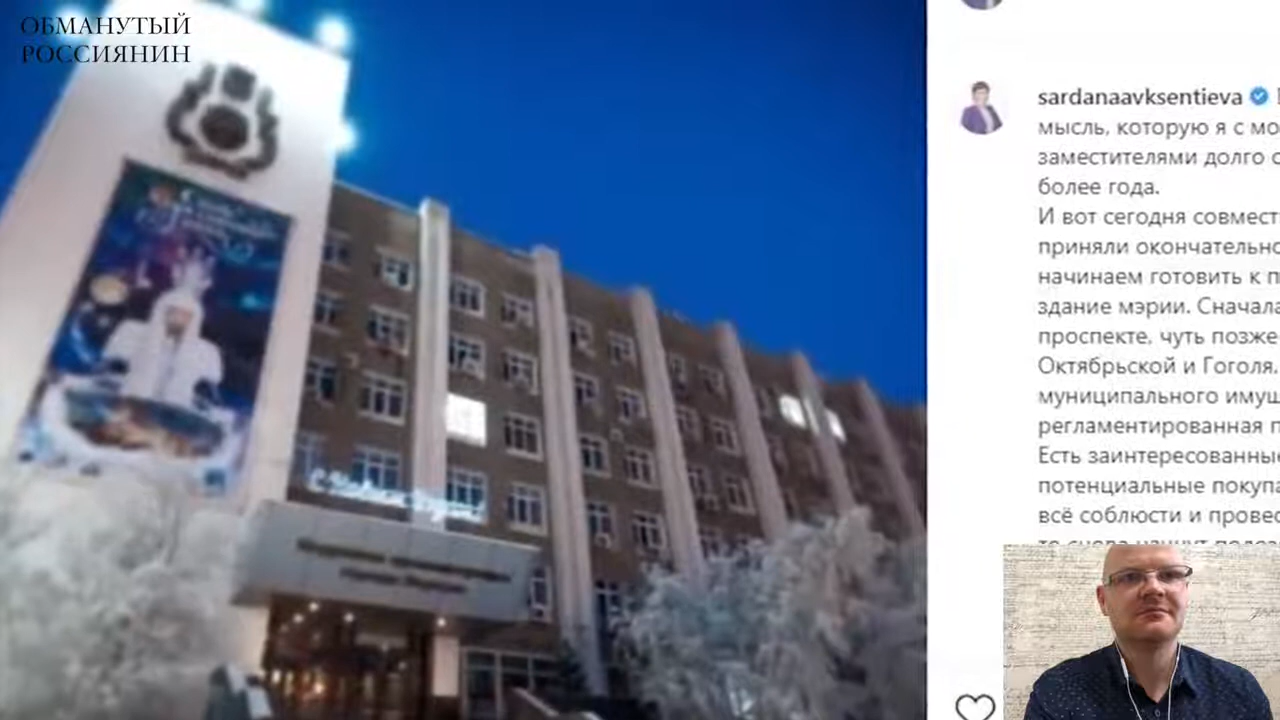 ОБМАНУТЫЙ
РОССИЯНИН
sardanaavksentieva
мысль, которую я с мо
заместителями долго о
более года.
И вот сегодня совмест
приняли окончательно
начинаем готовить к п
здание мэрии. Сначала
проспекте, чуть позже
Октябрьской и Гоголя,
муниципального имущ
регламентированная п
Есть заинтересованные
потенциальные покупа
всё соблюсти и провес